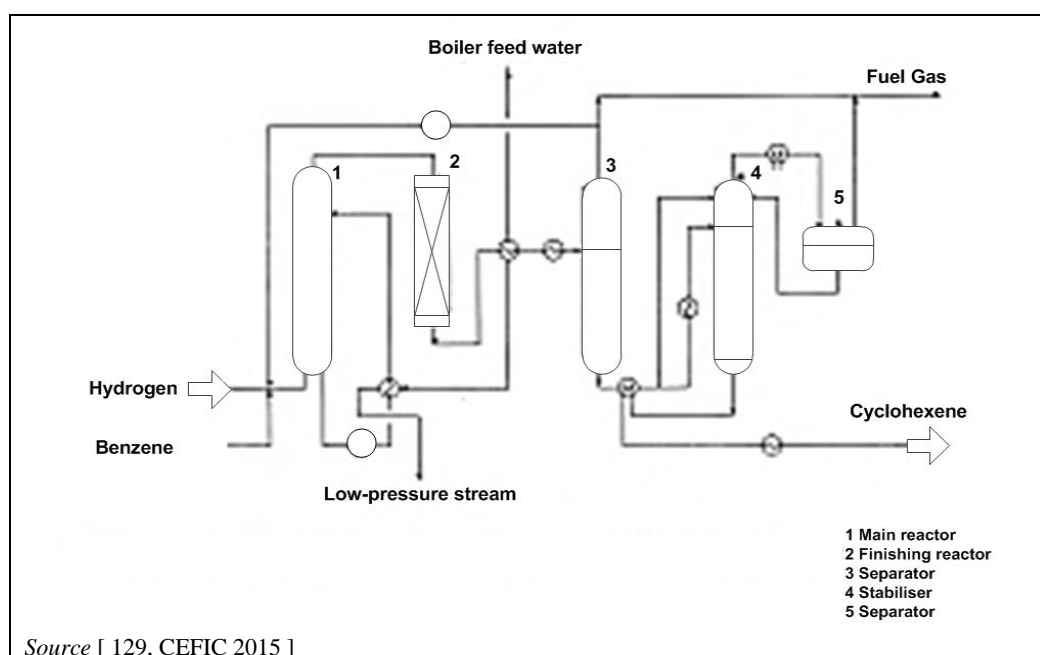 Boiler feed water
Fuel Gas
1
2
3
4
5
Hydrogen
Benzene
Cyclohexene
Low-pressure stream
1 Main reactor
2 Finishing reactor
3 Separator
4 Stabiliser
5 Separator
Source [ 129, CEFIC 2015 ]